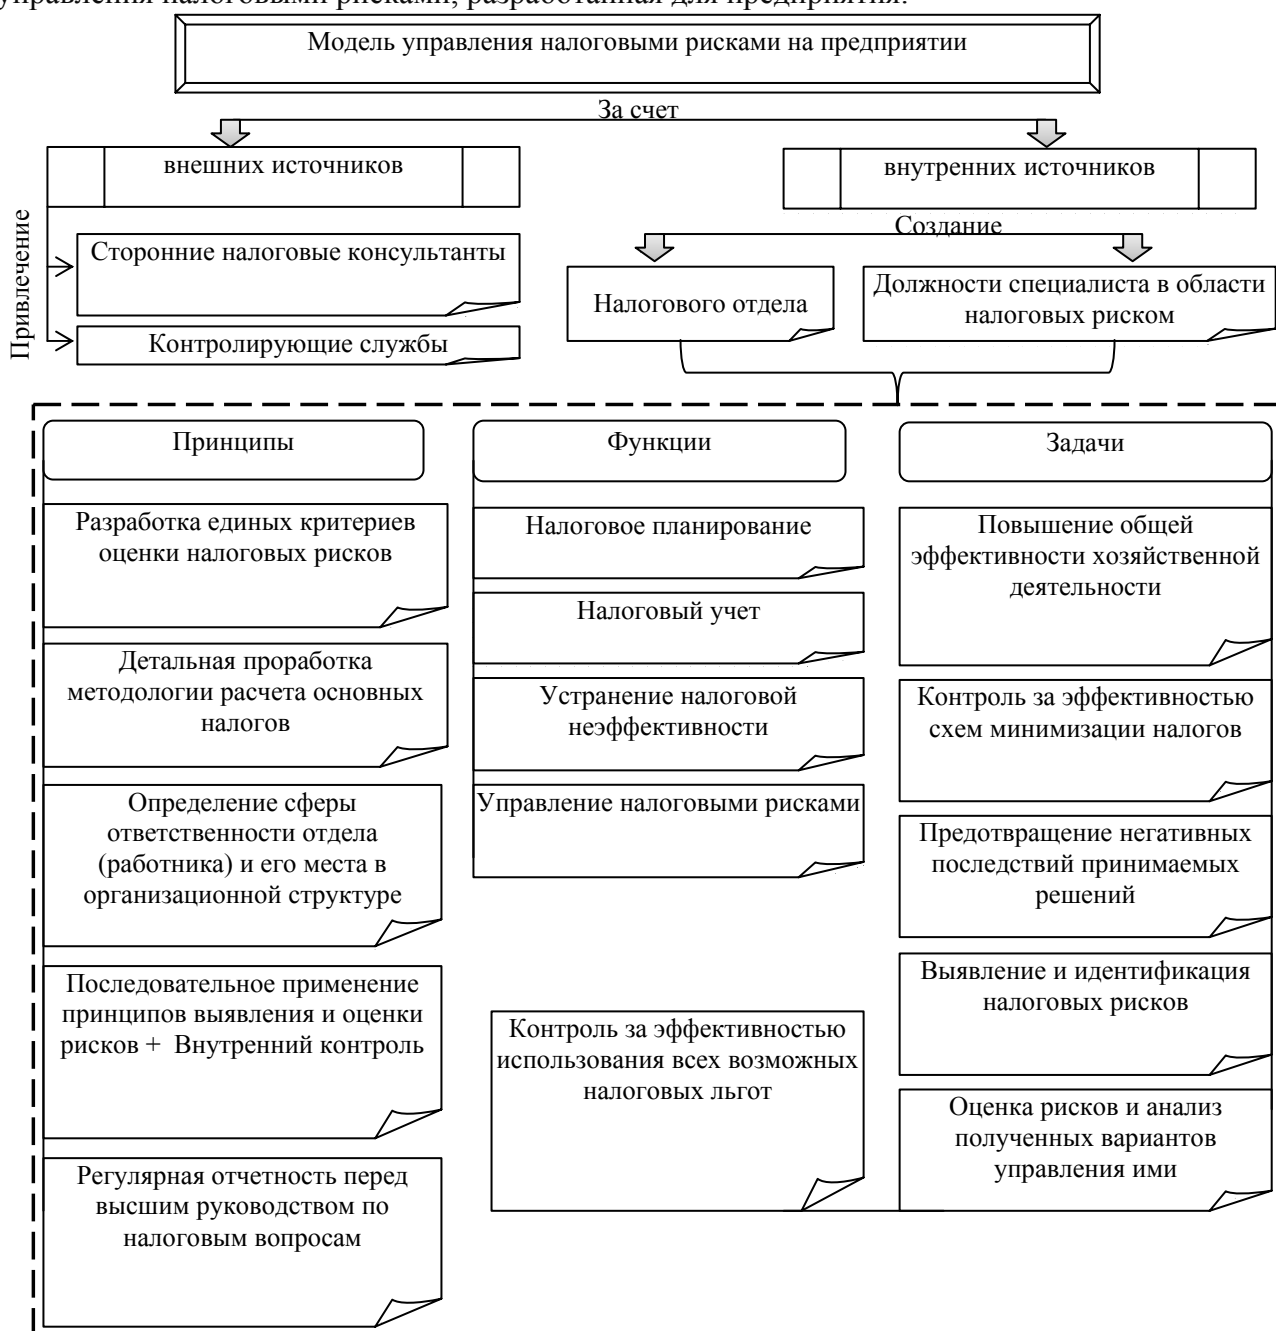 управления налоговыми рисками, разработанная для предприятия.
Модель управления налоговыми рисками на предприятии
За счет
внешних источников
внутренних источников
Привлечение
Сторонние налоговые консультанты
Контролирующие службы
Создание
Налогового отдела
Должности специалиста в области
налоговых риском
Принципы
Разработка единых критериев
оценки налоговых рисков
Детальная проработка
методологии расчета основных
налогов
Определение сферы
ответственности отдела
(работника) и его места в
организационной структуре
Последовательное применение
принципов выявления и оценки
рисков + Внутренний контроль
Регулярная отчетность перед
высшим руководством по
налоговым вопросам
Функции
Налоговое планирование
Налоговый учет
Устранение налоговой
неэффективности
Управление налоговыми рисками
Контроль за эффективностью
использования всех возможных
налоговых льгот
Задачи
Повышение общей
эффективности хозяйственной
деятельности
Контроль за эффективностью
схем минимизации налогов
Предотвращение негативных
последствий принимаемых
решений
Выявление и идентификация
налоговых рисков
Оценка рисков и анализ
полученных вариантов
управления ими